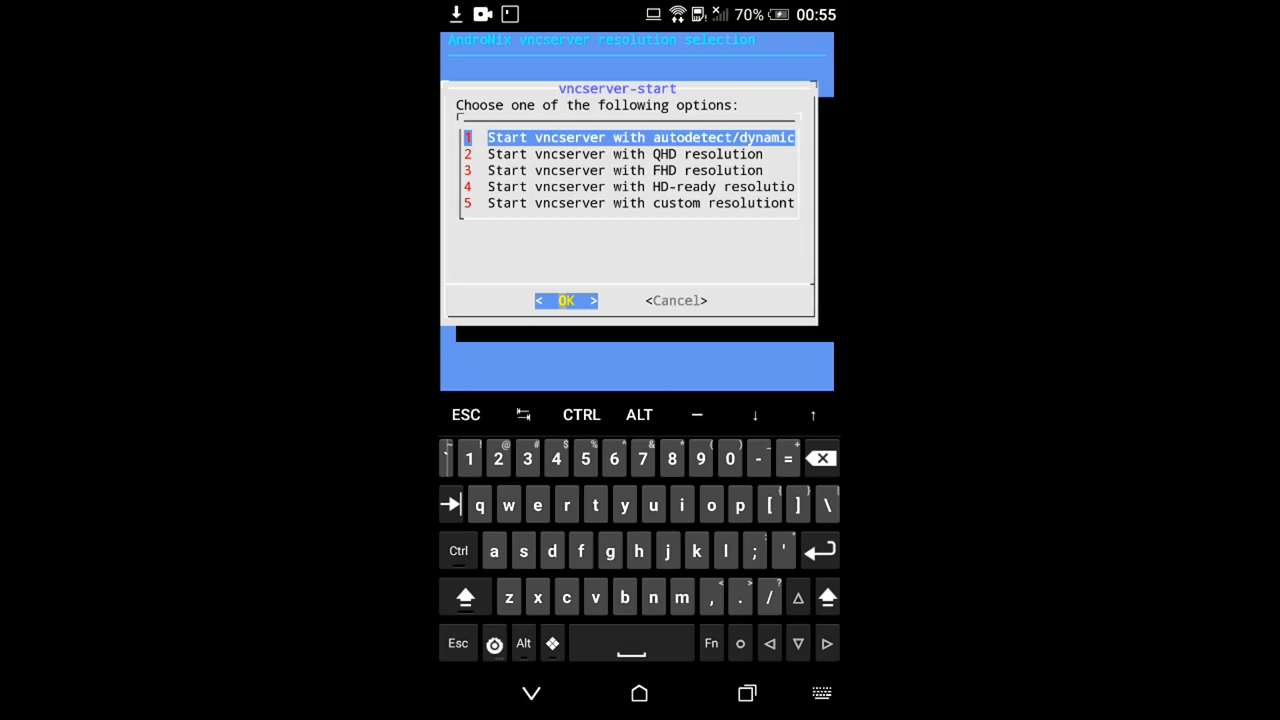 70% 00:55
AndroNix vncserver resolution selection
vncserver-start
Choose one of the following options:
1 Start vncserver with autodetect/dynamic
2 Start vncserver with QHD resolution
3 Start vncserver with FHD resolution
4 Start vncserver with HD-ready resolutio
5 Start vncserver with custom resolutiont
< OK > <Cancel>
ESC CTRL ALT — ↓ ↑
~ ! @ # $ % ^ & * ( ) _ +
` 1 2 3 4 5 6 7 8 9 0 - =
q w e r t y u i o p [ ] \
{ } |
Ctrl a s d f g h j k l ; '
: "
z x c v b n m , . /
< > ?
Esc Alt Fn